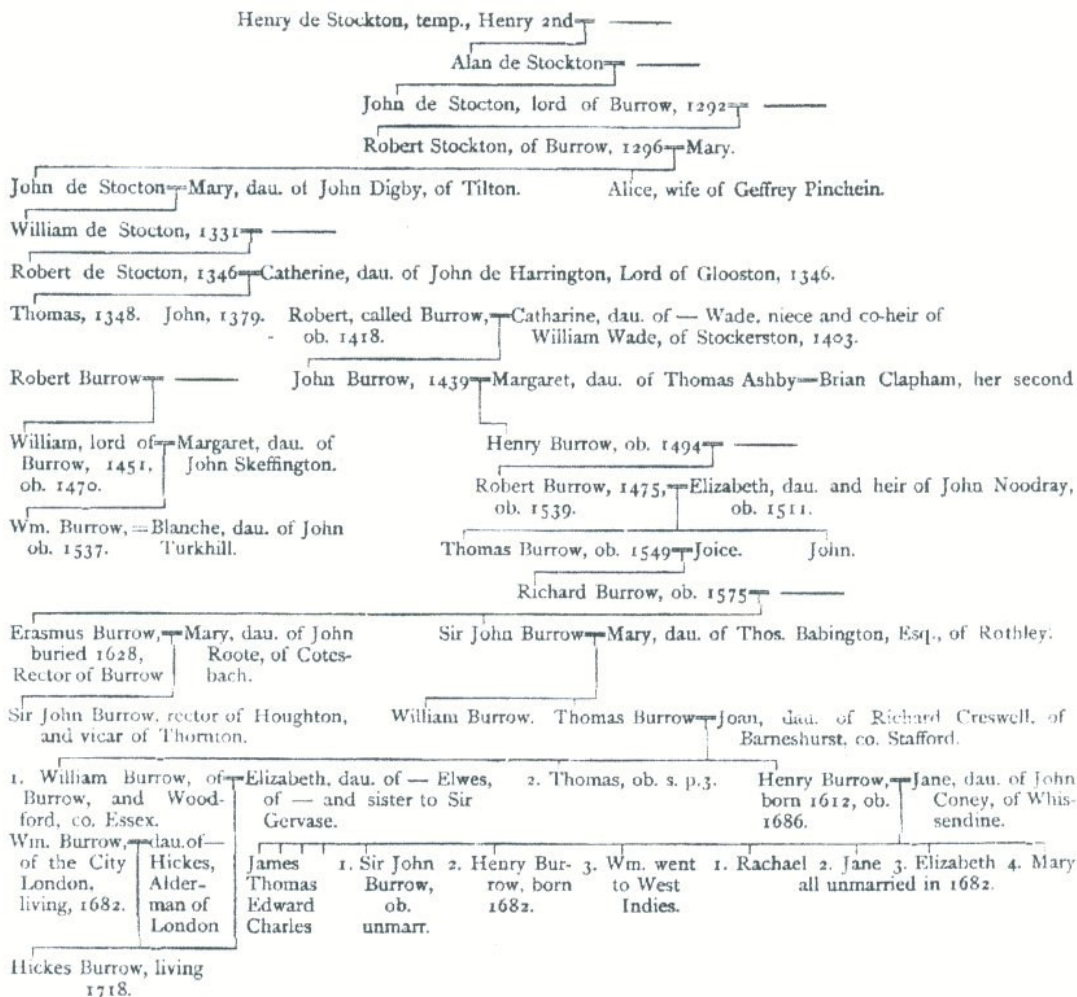 Henry de Stockton, temp., Henry 2nd
Alan de Stockton
John de Stocton, lord of Burrow, 1292
Robert Stockton, of Burrow, 1296 Mary.
John de Stocton Mary, dau. of John Digby, of Tilton. Alice, wife of Geffrey Pinchein.
William de Stocton, 1331
Robert de Stocton, 1346 Catherine, dau. of John de Harrington, Lord of Glooston, 1346.
Thomas, 1348. John, 1379. Robert, called Burrow, Catharine, dau. of — Wade, niece and co-heir of
ob. 1418. William Wade, of Stockerston, 1403.
Robert Burrow John Burrow, 1439 Margaret, dau. of Thomas Ashby Brian Clapham, her second
William, lord of Margaret, dau. of Henry Burrow, ob. 1494
Burrow, 1451, John Skeffington.
ob. 1470. Robert Burrow, 1475, Elizabeth, dau. and heir of John Noodray,
ob. 1539. ob. 1511.
Wm. Burrow, = Blanche, dau. of John
ob. 1537. Turkhill. Thomas Burrow, ob. 1549 Joice. John.
Richard Burrow, ob. 1575
Erasmus Burrow, Mary, dau. of John Sir John Burrow Mary, dau. of Thos. Babington, Esq., of Rothley.
buried 1628, Roote, of Cotes-
Rector of Burrow bach.
Sir John Burrow, rector of Houghton, William Burrow. Thomas Burrow Joan, dau. of Richard Creswell, of
and vicar of Thornton. Barneshurst, co. Stafford.
1. William Burrow, of Elizabeth, dau. of — Elwes, 2. Thomas, ob. s. p.3. Henry Burrow, Jane, dau. of John
Burrow, and Wood- of — and sister to Sir born 1612, ob. Coney, of Whis-
ford, co. Essex. Gervase. 1686. sendine.
Wm. Burrow, dau. of— James 1. Sir John 2. Henry Bur- 3. Wm. went 1. Rachael 2. Jane 3. Elizabeth 4. Mary
of the City Hickes, Thomas Burrow, row, born to West all unmarried in 1682.
London, Alder- Edward ob. 1682. Indies.
living, 1682. man of Charles unmarr.
London
Hickes Burrow, living
1718.